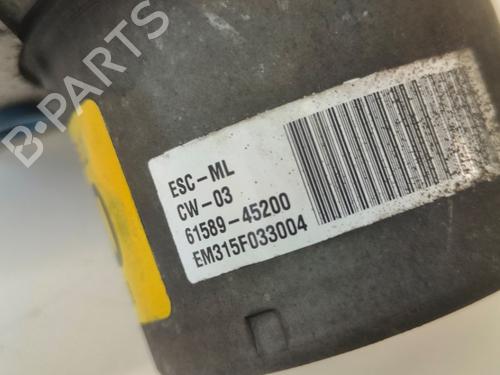 B-PARTS
ESC-ML
CW-03
61589-45200
EM315F033004